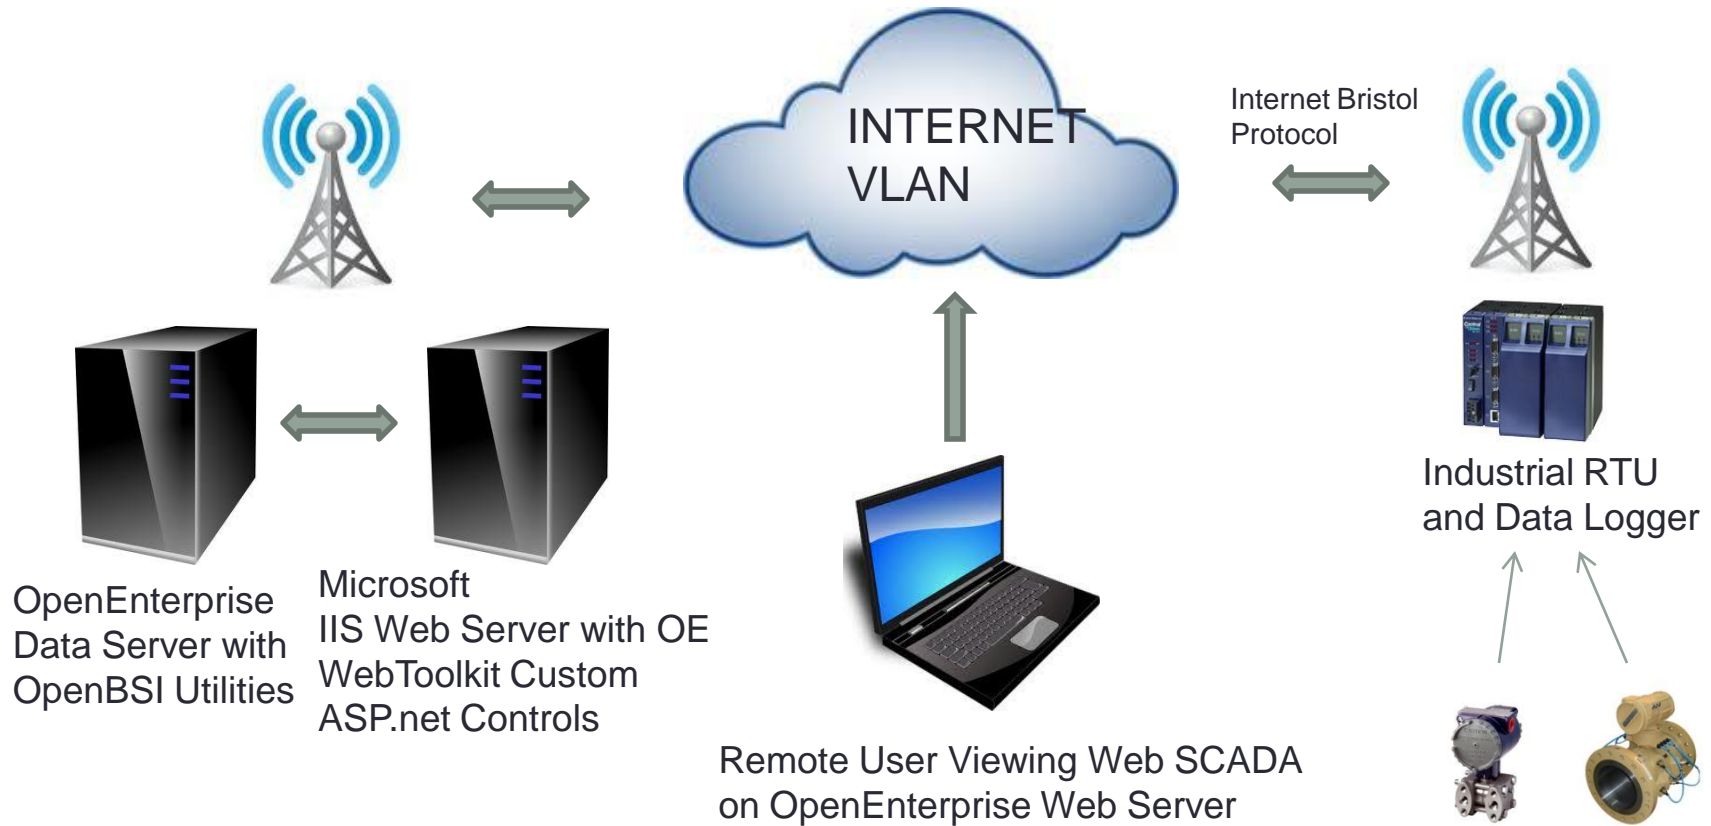 INTERNET
VLAN
Internet Bristol
Protocol
Industrial RTU
and Data Logger
OpenEnterprise
Data Server with
OpenBSI Utilities
Microsoft
IIS Web Server with OE
WebToolkit Custom
ASP.net Controls
Remote User Viewing Web SCADA
on OpenEnterprise Web Server